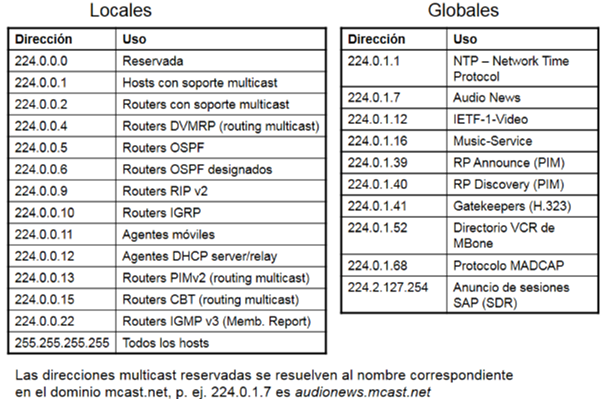 Locales
Dirección Uso
224.0.0.0 Reservada
224.0.0.1 Hosts con soporte multicast
224.0.0.2 Routers con soporte multicast
224.0.0.4 Routers DVMRP (routing multicast)
224.0.0.5 Routers OSPF
224.0.0.6 Routers OSPF designados
224.0.0.9 Routers RIP v2
224.0.0.10 Routers IGRP
224.0.0.11 Agentes móviles
224.0.0.12 Agentes DHCP server/relay
224.0.0.13 Routers PIMv2 (routing multicast)
224.0.0.15 Routers CBT (routing multicast)
224.0.0.22 Routers IGMP v3 (Memb. Report)
255.255.255.255 Todos los hosts
Globales
Dirección Uso
224.0.1.1 NTP – Network Time
Protocol
224.0.1.7 Audio News
224.0.1.12 IETF-1-Video
224.0.1.16 Music-Service
224.0.1.39 RP Announce (PIM)
224.0.1.40 RP Discovery (PIM)
224.0.1.41 Gatekeepers (H.323)
224.0.1.52 Directorio VCR de
MBone
224.0.1.68 Protocolo MADCAP
224.2.127.254 Anuncio de sesiones
SAP (SDR)
Las direcciones multicast reservadas se resuelven al nombre correspondiente
en el dominio mcast.net, p. ej. 224.0.1.7 es audionews.mcast.net